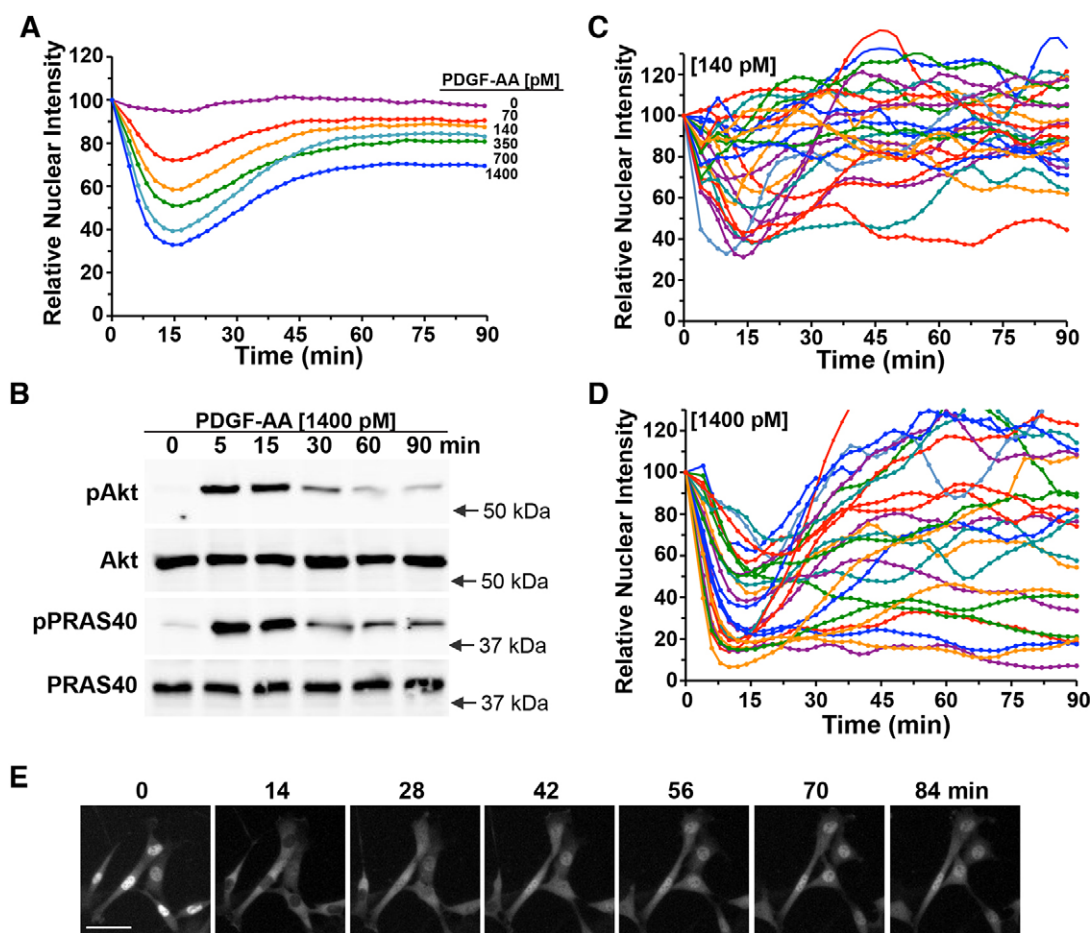 A
Relative Nuclear Intensity
120
100
80
60
40
20
0
0 15 30 45 60 75 90
Time (min)
PDGF-AA [pM]
0
70
140
350
700
1400
B
PDGF-AA [1400 pM]
0 5 15 30 60 90 min
pAkt
← 50 kDa
Akt
← 50 kDa
pPRAS40
← 37 kDa
PRAS40
← 37 kDa
C
[140 pM]
Relative Nuclear Intensity
120
100
80
60
40
20
0
0 15 30 45 60 75 90
Time (min)
D
[1400 pM]
Relative Nuclear Intensity
120
100
80
60
40
20
0
0 15 30 45 60 75 90
Time (min)
E
0 14 28 42 56 70 84 min